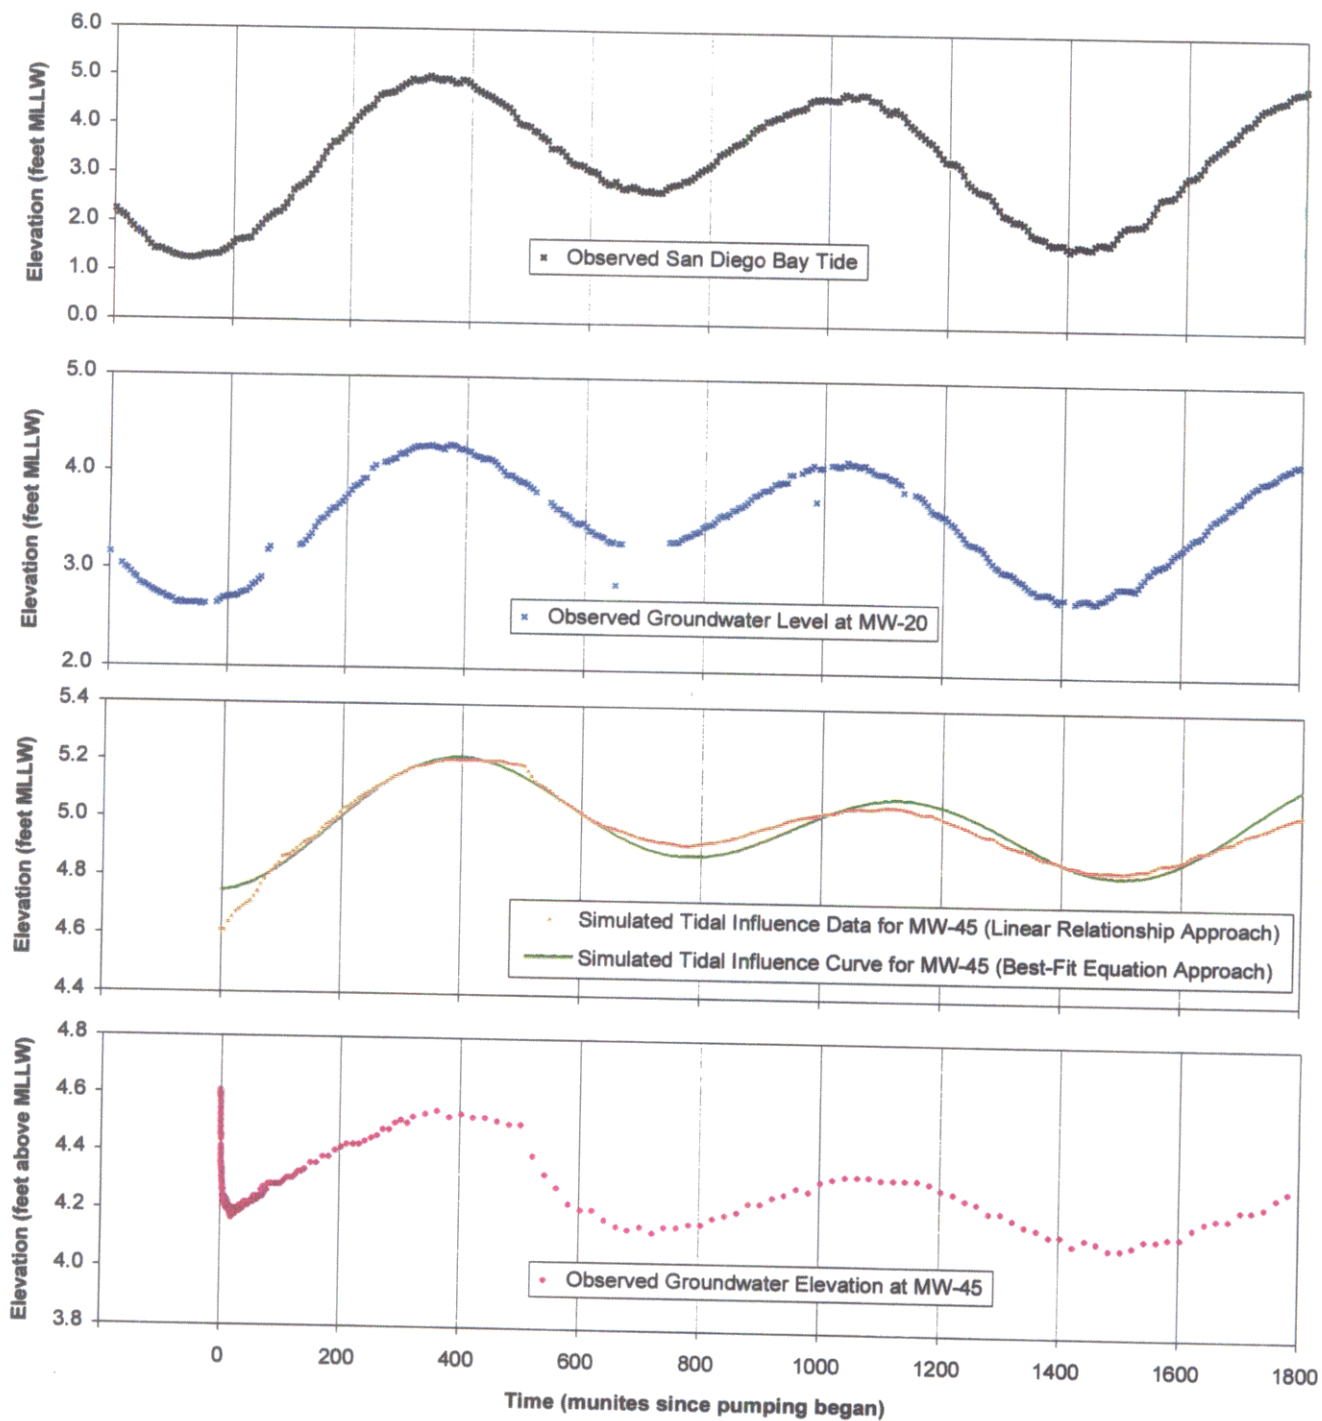 6.0
5.0
4.0
3.0
2.0
1.0
0.0
Elevation (feet MLLW)
Observed San Diego Bay Tide
5.0
4.0
3.0
2.0
Elevation (feet MLLW)
Observed Groundwater Level at MW-20
5.4
5.2
5.0
4.8
4.6
4.4
Elevation (feet MLLW)
Simulated Tidal Influence Data for MW-45 (Linear Relationship Approach)
Simulated Tidal Influence Curve for MW-45 (Best-Fit Equation Approach)
4.8
4.6
4.4
4.2
4.0
3.8
Elevation (feet above MLLW)
Observed Groundwater Elevation at MW-45
0 200 400 600 800 1000 1200 1400 1600 1800
Time (munites since pumping began)